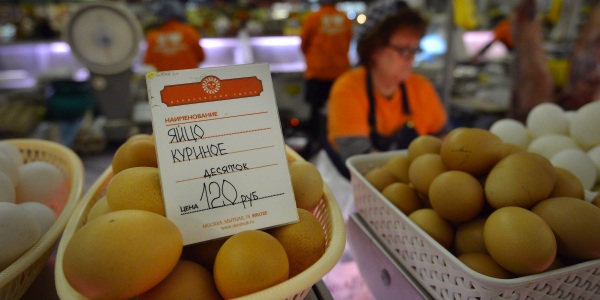 НАИМЕНОВАНИЕ
ЯЙЦО
КУРИНОЕ
ДЕСЯТОК
ЦЕНА 120 РУБ